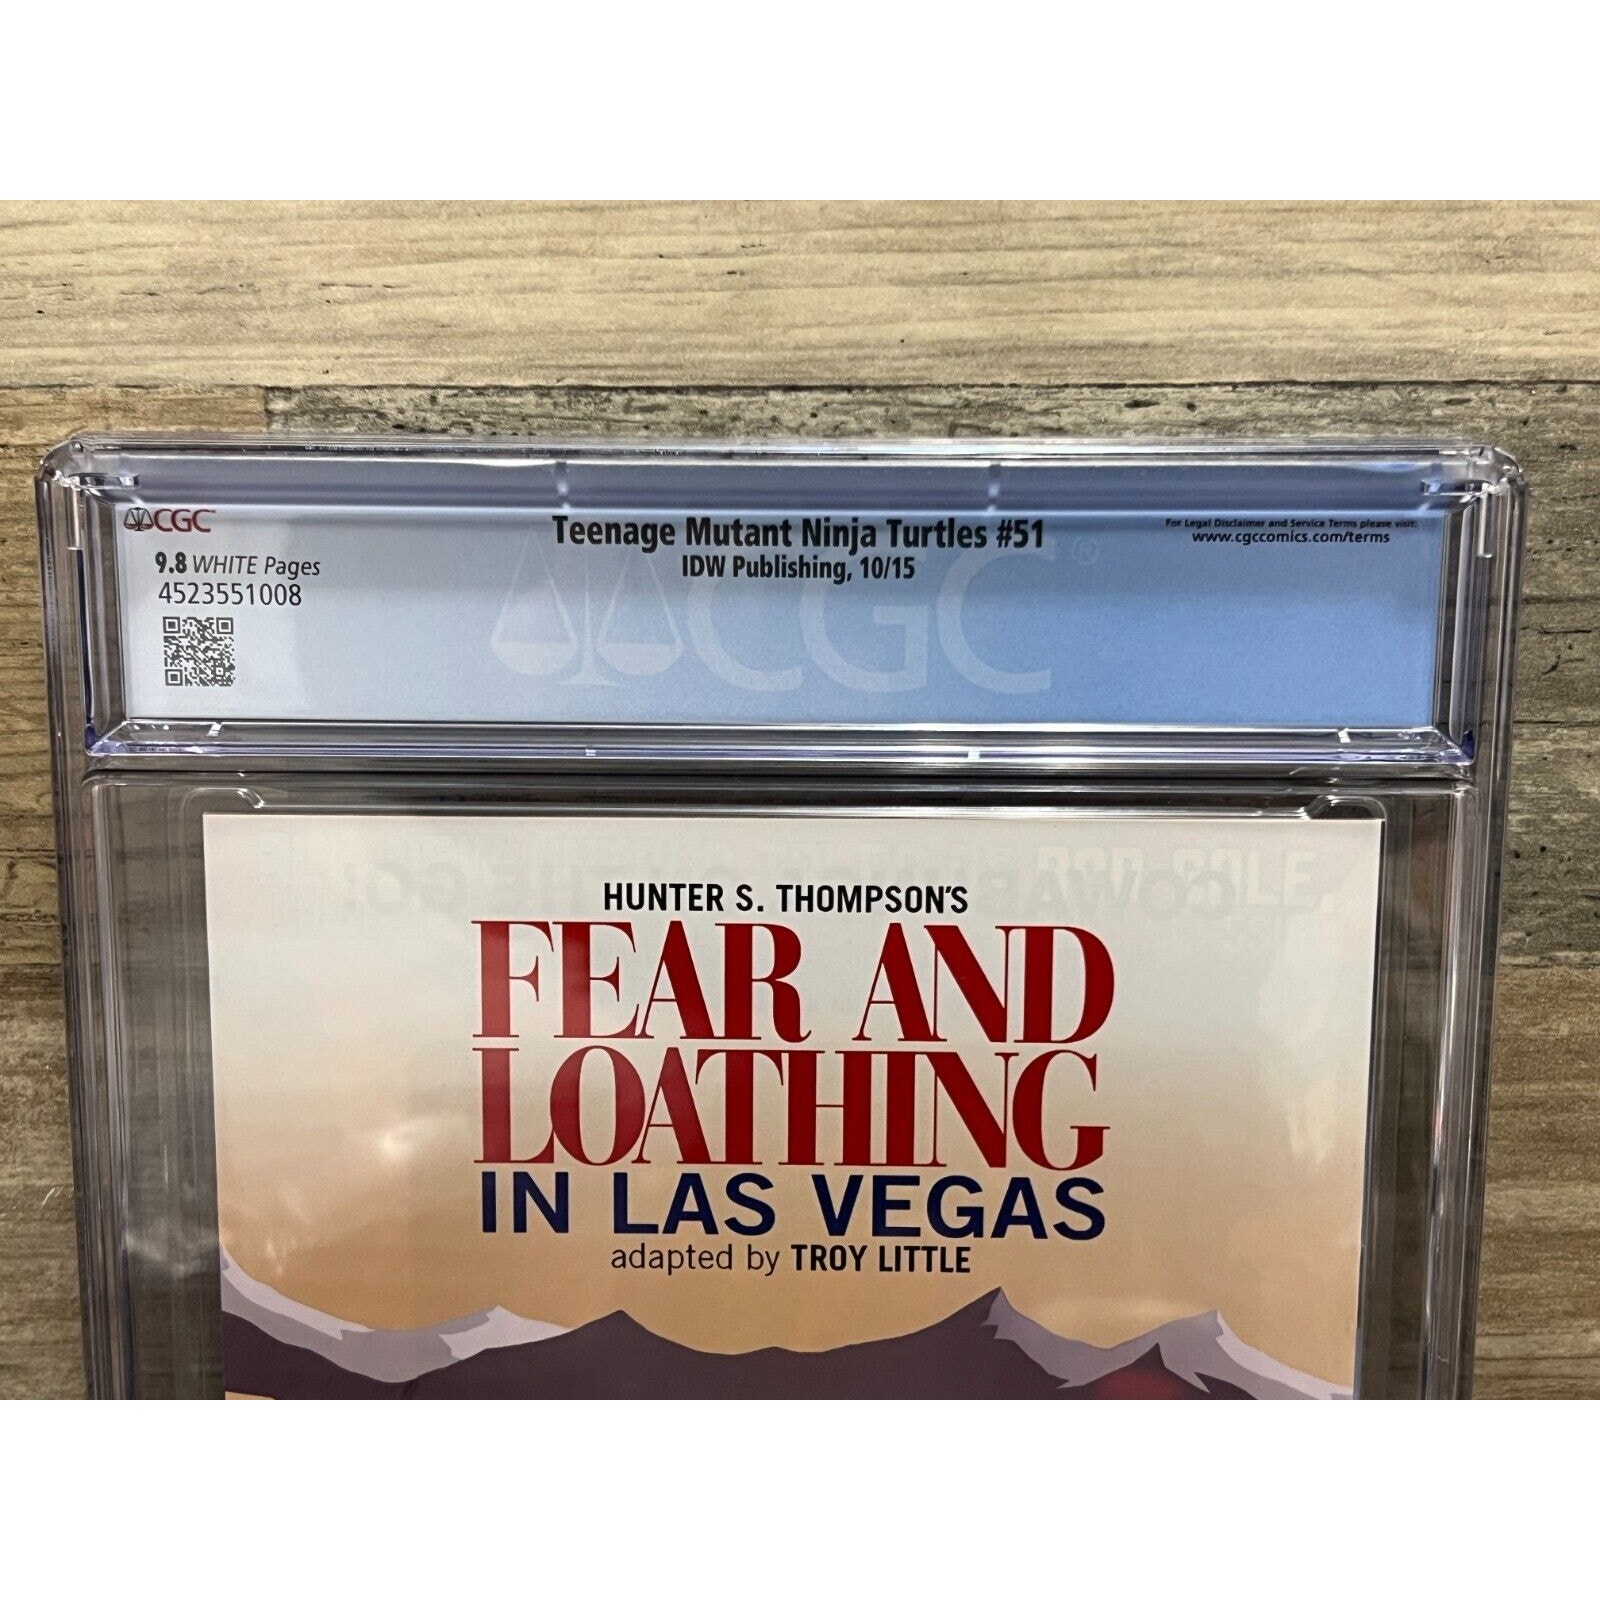 CGC
Teenage Mutant Ninja Turtles #51
For Legal Disclaimer and Service Terms please visit:
www.cgccomics.com/terms
9.8 WHITE Pages
IDW Publishing, 10/15
4523551008
CGC®
HUNTER S. THOMPSON'S
FEAR AND
LOATHING
IN LAS VEGAS
adapted by TROY LITTLE